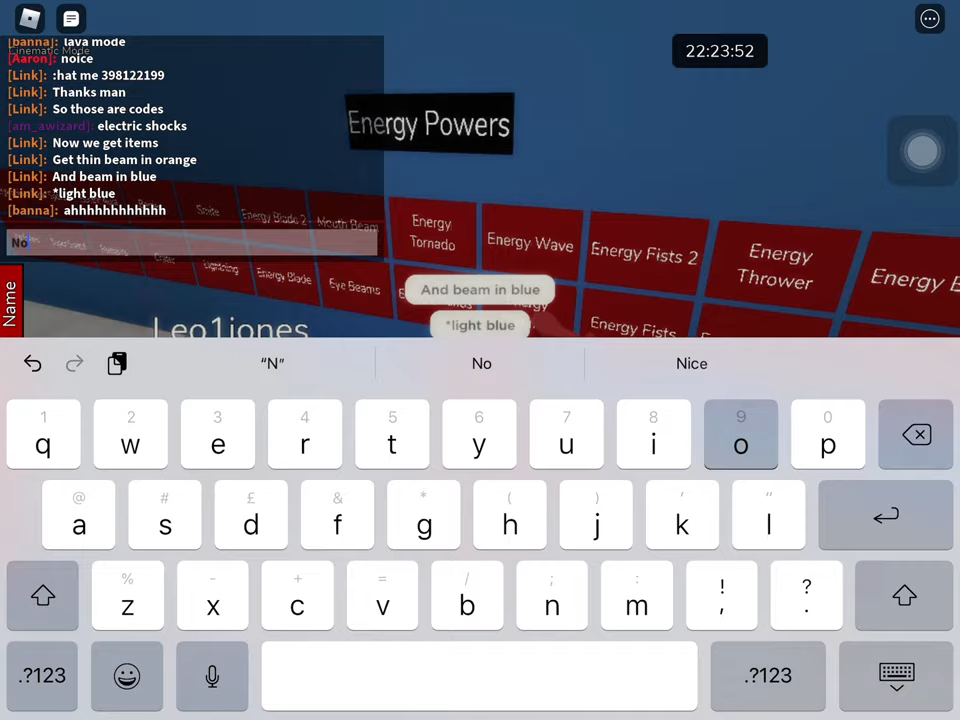 22:23:52
[banna]: lava mode
Cinematic Mode
[Aaron]: noice
[Link]: :hat me 398122199
[Link]: Thanks man
[Link]: So those are codes
[am_awizard]: electric shocks
[Link]: Now we get items
[Link]: Get thin beam in orange
[Link]: And beam in blue
[Link]: *light blue
[banna]: ahhhhhhhhhhhh
No
Energy Powers
Smite
Energy Blade 2
Mouth Beam
Energy Tornado
Energy Wave
Energy Fists 2
Energy Thrower
Energy
Lightning
Energy Blade
Eye Beams
Energy Fists
And beam in blue
*light blue
Name
Leo1jones
“N”
No
Nice
1 2 3 4 5 6 7 8 9 0
q w e r t y u i o p
@ # £ & * ( ) ' "
a s d f g h j k l
% - + = / ; : ! ?
z x c v b n m , .
.?123
.?123